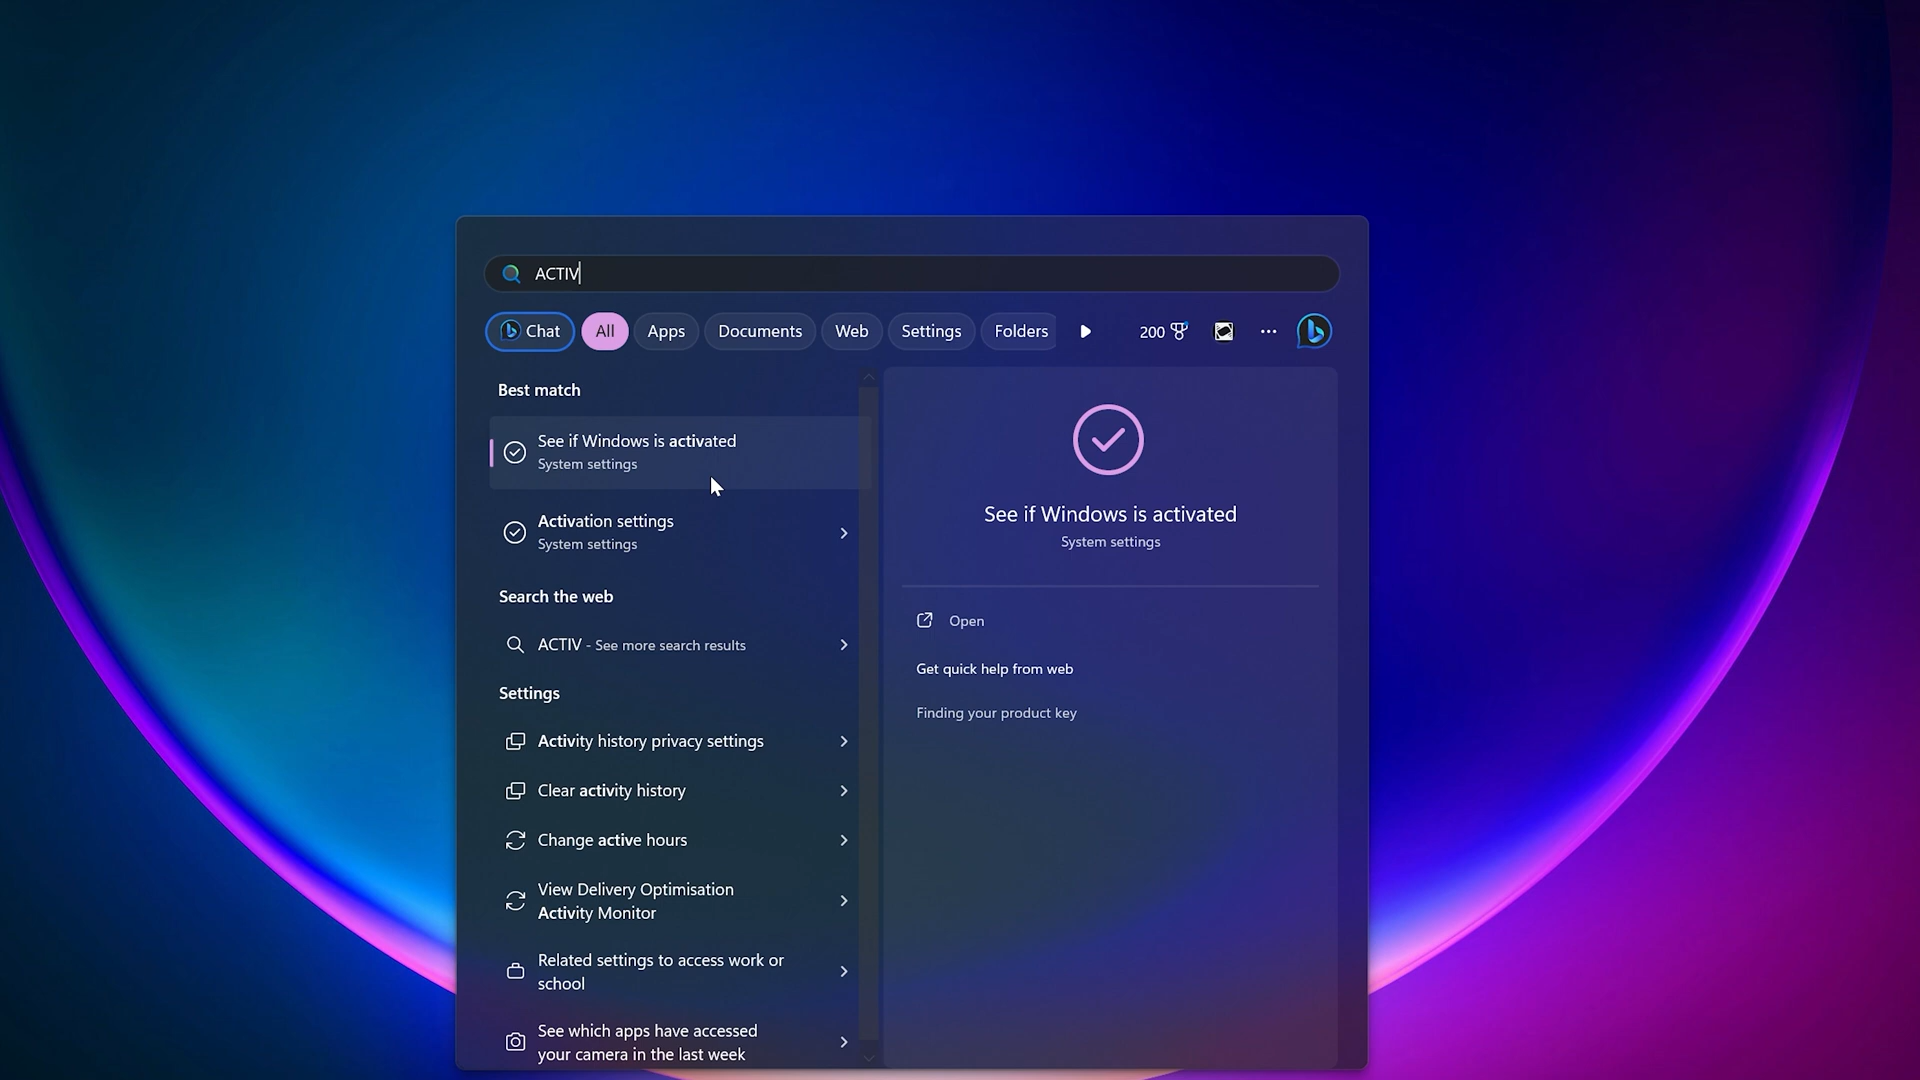 ACTIV
Chat All Apps Documents Web Settings Folders 200
Best match
See if Windows is activated
System settings
Activation settings
System settings
Search the web
ACTIV - See more search results
Settings
Activity history privacy settings
Clear activity history
Change active hours
View Delivery Optimisation
Activity Monitor
Related settings to access work or
school
See which apps have accessed
your camera in the last week
See if Windows is activated
System settings
Open
Get quick help from web
Finding your product key